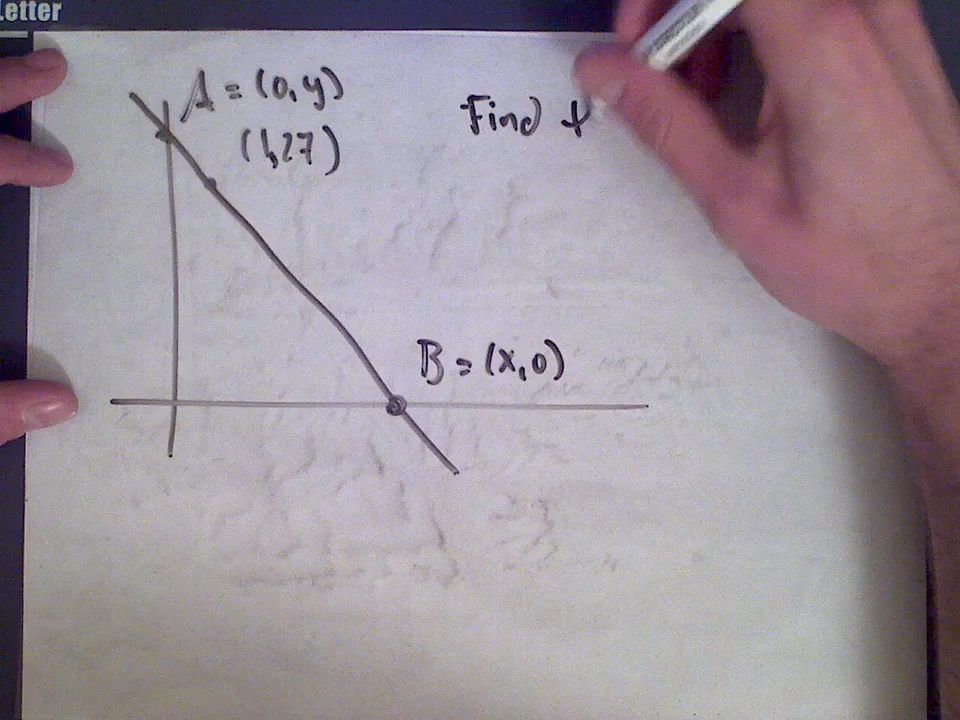 Letter
A = (0, y)
(1, 27)
Find t
B = (x, 0)